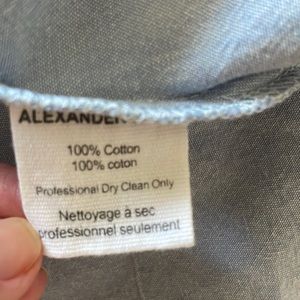 ALEXANDER
100% Cotton
100% coton
Professional Dry Clean Only
Nettoyage à sec
professionnel seulement